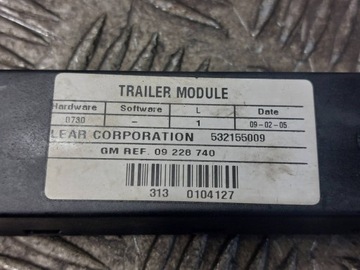 TRAILER MODULE
Hardware Software L Date
0730 - 1 09-02-05
LEAR CORPORATION 532155009
GM REF. 09 228 740
313 0104127